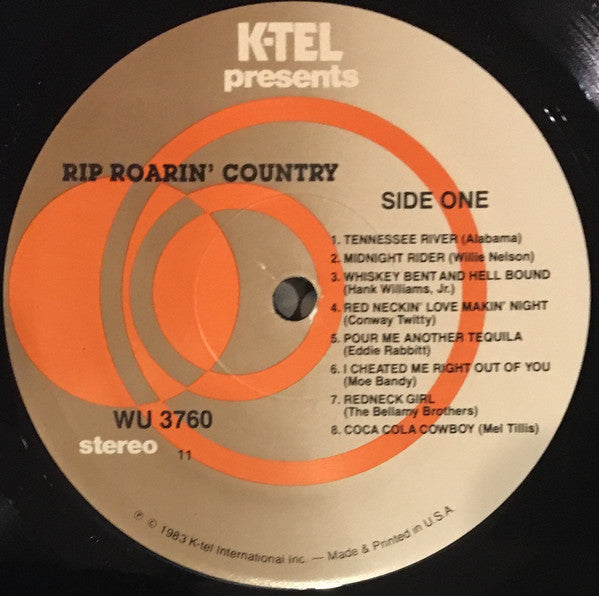 K-TEL
presents
RIP ROARIN' COUNTRY
SIDE ONE
1. TENNESSEE RIVER (Alabama)
2. MIDNIGHT RIDER (Willie Nelson)
3. WHISKEY BENT AND HELL BOUND
(Hank Williams, Jr.)
4. RED NECKIN' LOVE MAKIN' NIGHT
(Conway Twitty)
5. POUR ME ANOTHER TEQUILA
(Eddie Rabbitt)
6. I CHEATED ME RIGHT OUT OF YOU
(Moe Bandy)
7. REDNECK GIRL
(The Bellamy Brothers)
8. COCA COLA COWBOY (Mel Tillis)
WU 3760
stereo
11
℗ © 1983 K-tel International Inc. — Made & Printed in U.S.A.